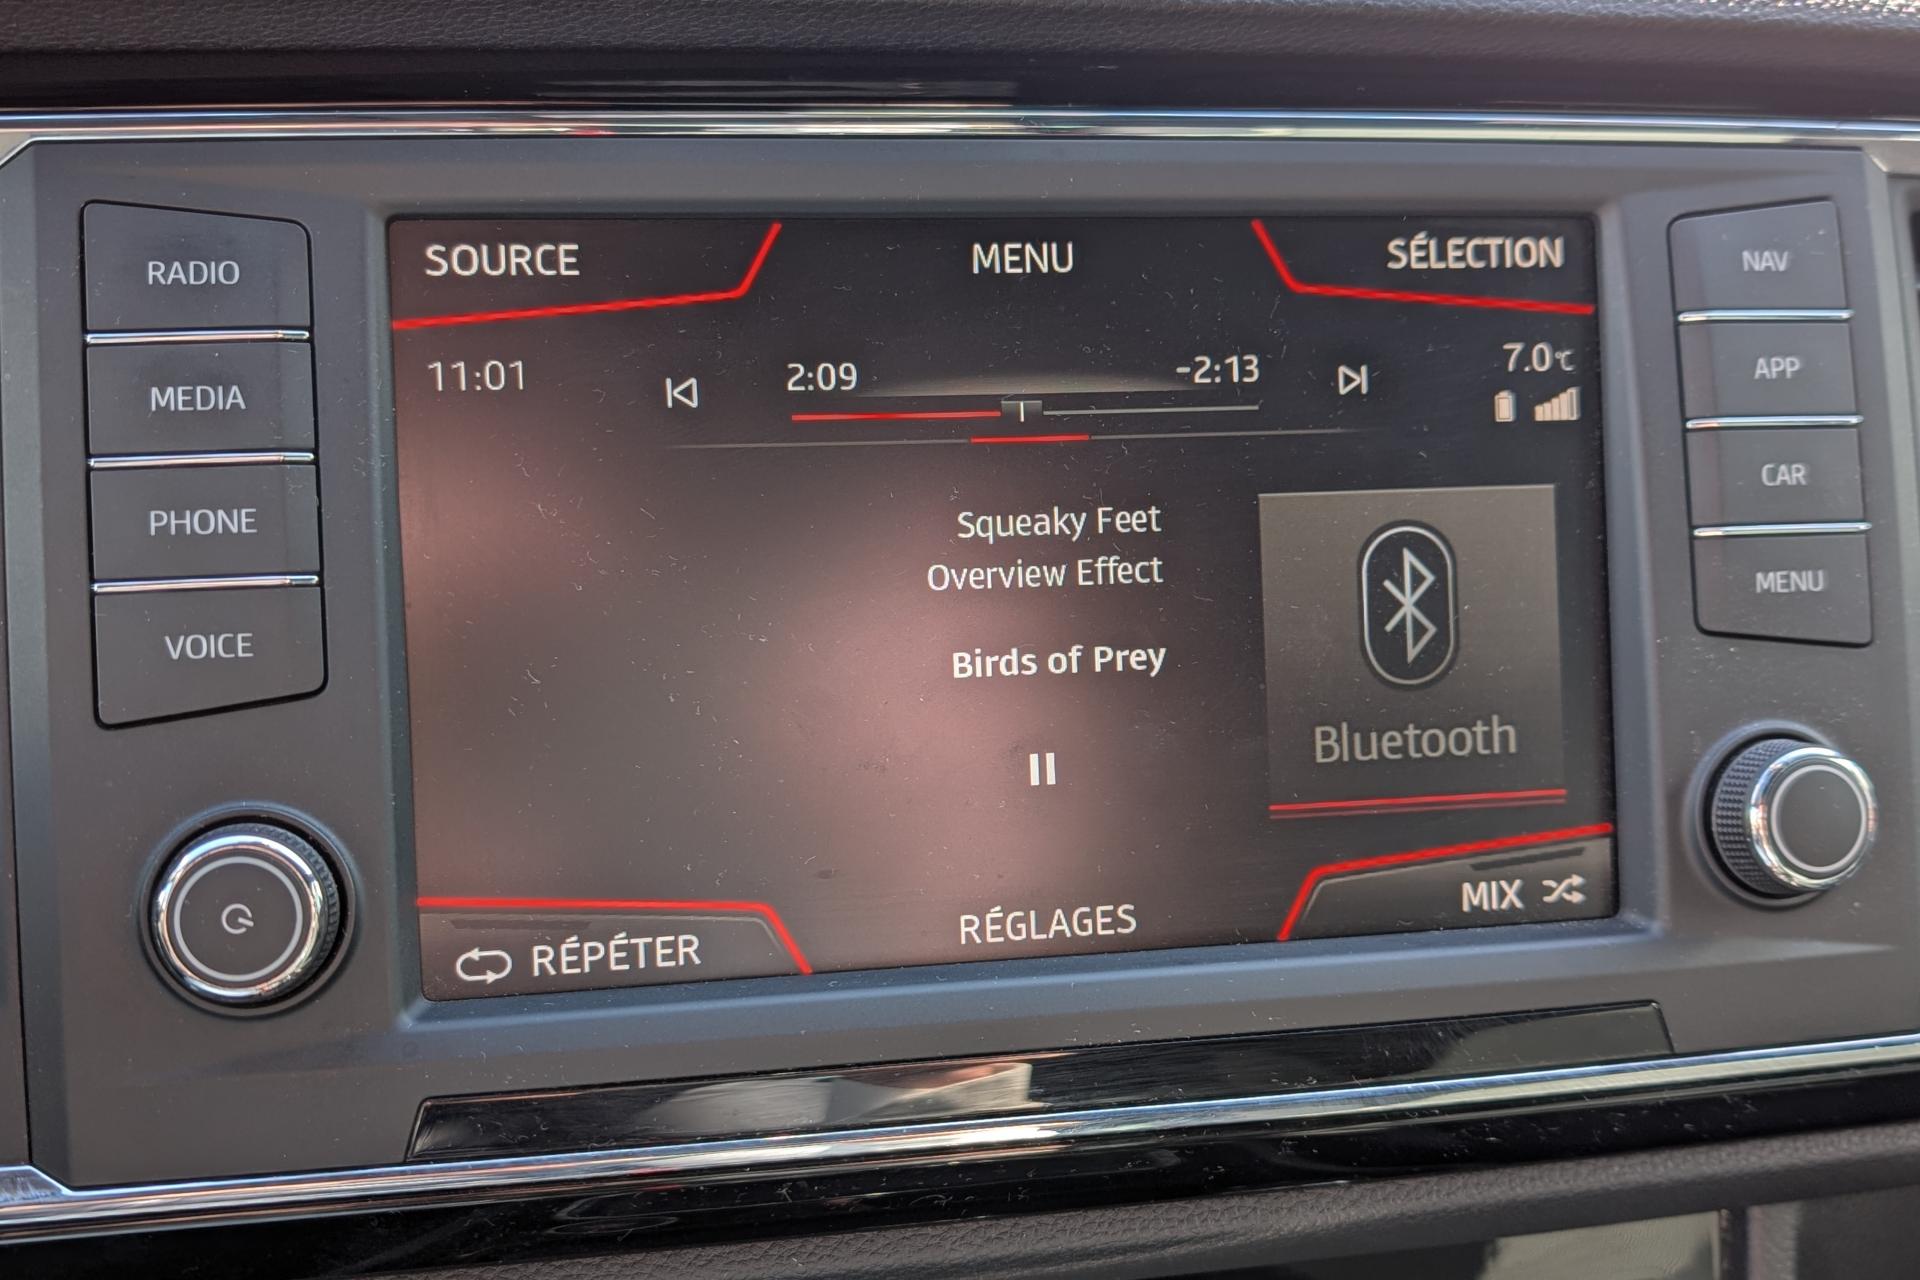 RADIO
MEDIA
PHONE
VOICE
SOURCE
MENU
SÉLECTION
11:01
2:09
-2:13
7.0°C
Squeaky Feet
Overview Effect
Birds of Prey
Bluetooth
RÉPÉTER
RÉGLAGES
MIX
NAV
APP
CAR
MENU